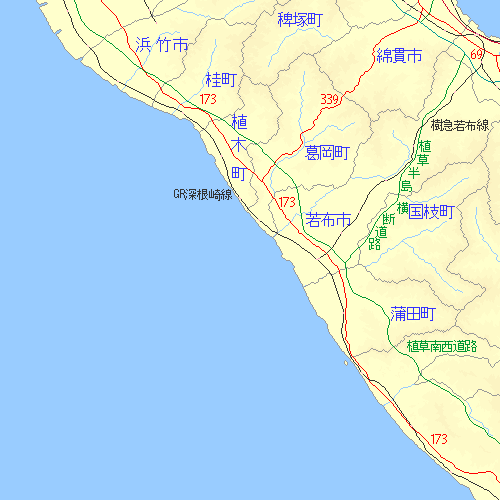 稗塚町
浜竹市
綿貫市
69
桂町
173
339
植木町
樹急若布線
葛岡町
植草半島横断道路
GR深根崎線
173
国枝町
若布市
蒲田町
植草南西道路
173